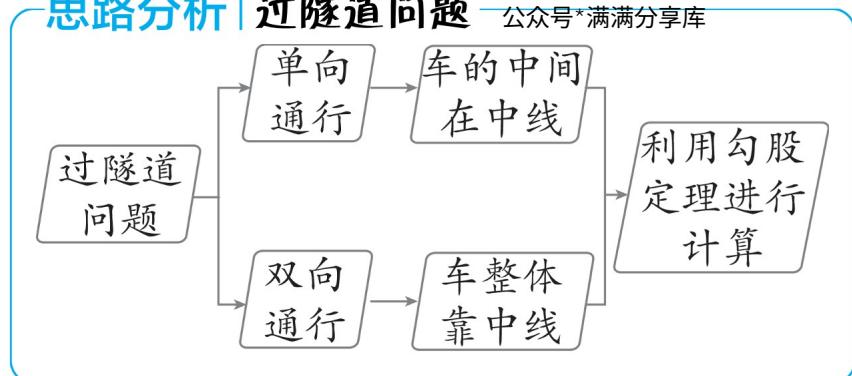 思路分析 | 过隧道问题 公众号*满满分享库
单向
通行
车的中间
在中线
过隧道
问题
利用勾股
定理进行
计算
双向
通行
车整体
靠中线